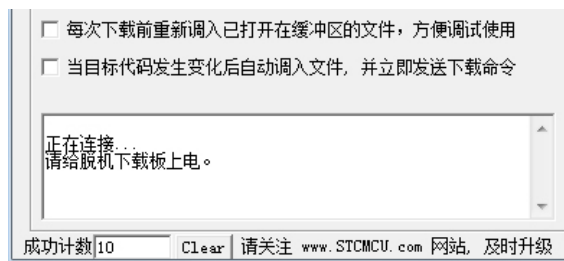 每次下载前重新调入已打开在缓冲区的文件，方便调试使用
当目标代码发生变化后自动调入文件，并立即发送下载命令
正在连接...
请给脱机下载板上电。
成功计数 10 Clear 请关注 www.STCMCU.com 网站，及时升级